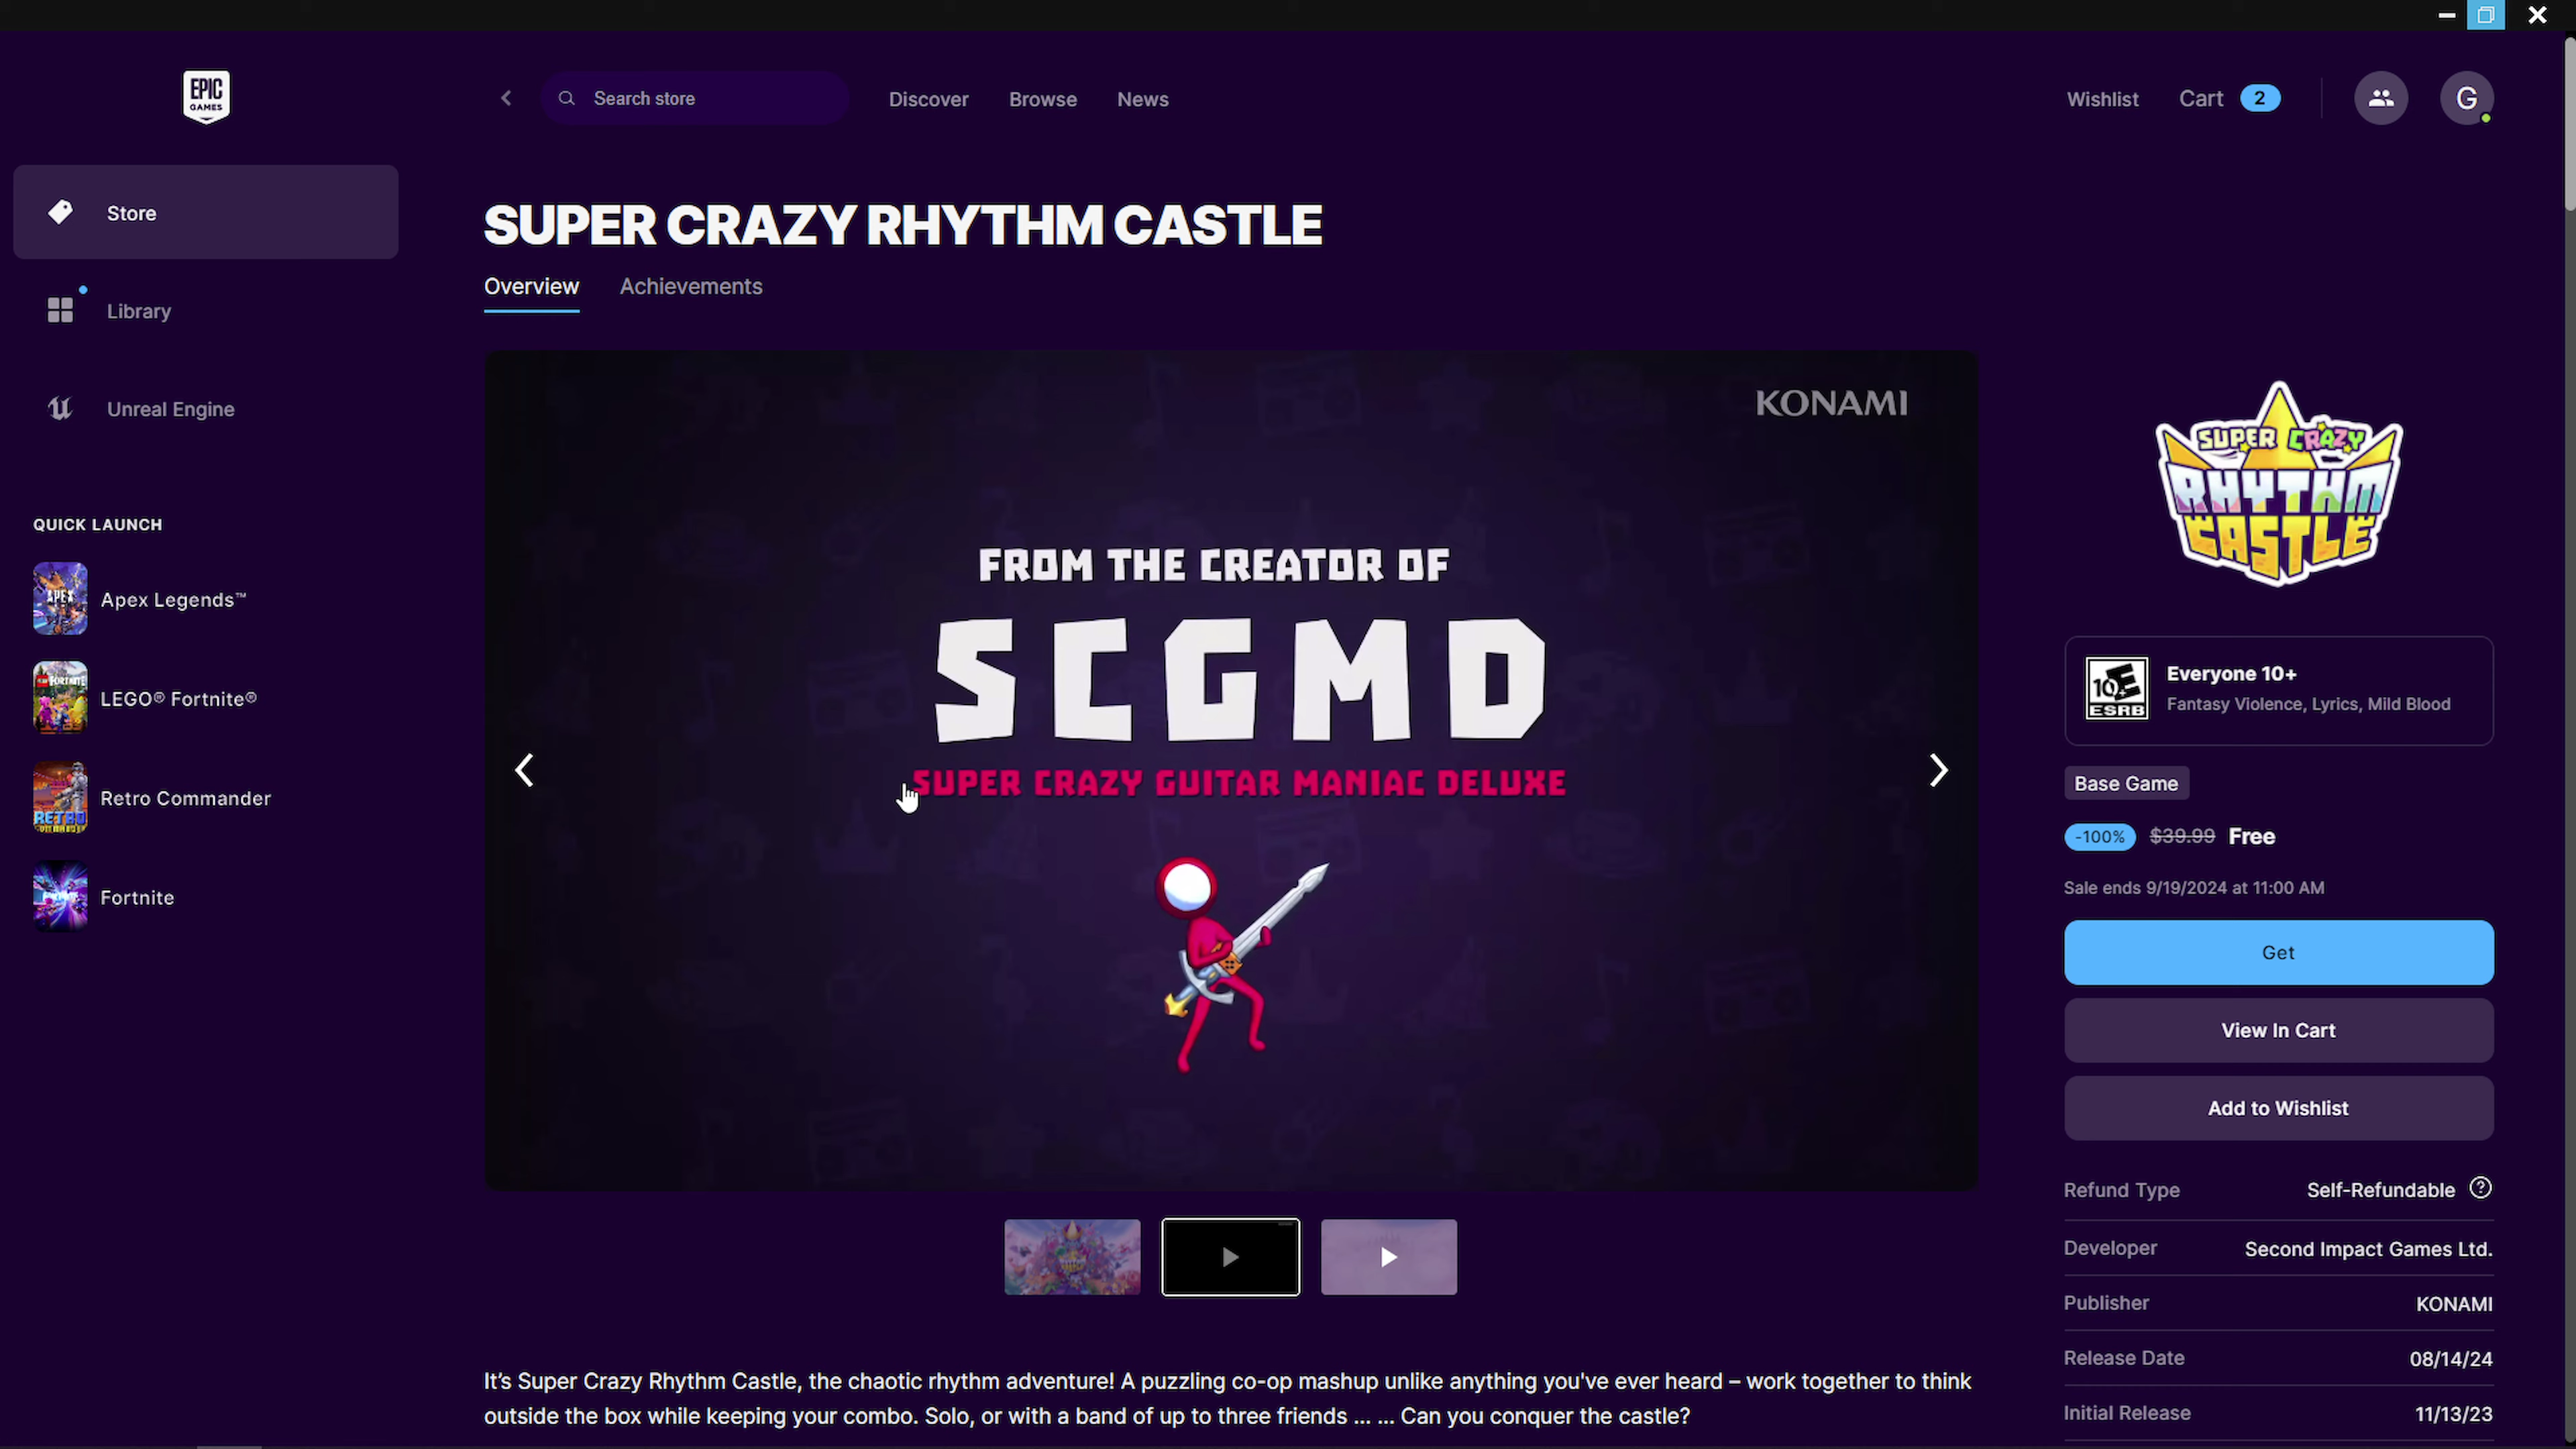 EPIC
GAMES
Search store
Discover
Browse
News
Wishlist
Cart
2
G
Store
Library
Unreal Engine
QUICK LAUNCH
APEX
Apex Legends™
FORTNITE
LEGO® Fortnite®
RETRO
Retro Commander
Fortnite
SUPER CRAZY RHYTHM CASTLE
Overview
Achievements
KONAMI
FROM THE CREATOR OF
SCGMD
SUPER CRAZY GUITAR MANIAC DELUXE
SUPER CRAZY
RHYTHM
CASTLE
10+
E
ESRB
Everyone 10+
Fantasy Violence, Lyrics, Mild Blood
Base Game
-100% $39.99 Free
Sale ends 9/19/2024 at 11:00 AM
Get
View In Cart
Add to Wishlist
Refund Type Self-Refundable
Developer Second Impact Games Ltd.
Publisher KONAMI
Release Date 08/14/24
Initial Release 11/13/23
It's Super Crazy Rhythm Castle, the chaotic rhythm adventure! A puzzling co-op mashup unlike anything you've ever heard – work together to think
outside the box while keeping your combo. Solo, or with a band of up to three friends ... ... Can you conquer the castle?